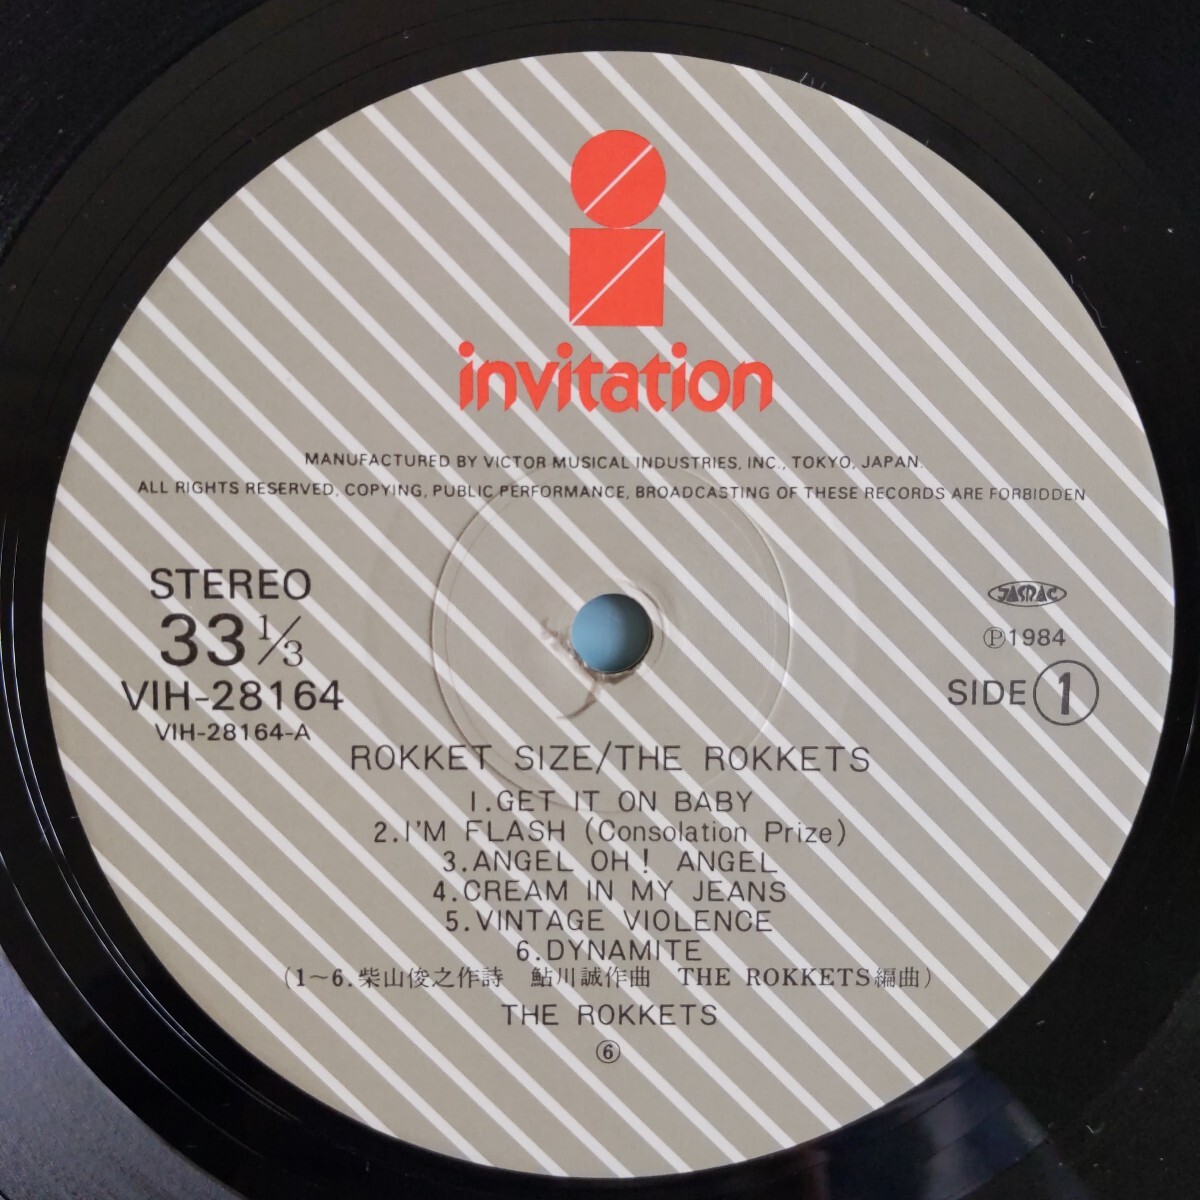 invitation
MANUFACTURED BY VICTOR MUSICAL INDUSTRIES, INC., TOKYO, JAPAN.
ALL RIGHTS RESERVED, COPYING, PUBLIC PERFORMANCE, BROADCASTING OF THESE RECORDS ARE FORBIDDEN
STEREO
33 1/3
VIH-28164
VIH-28164-A
JASRAC
Ⓟ1984
SIDE ①
ROKKET SIZE/THE ROKKETS
1.GET IT ON BABY
2.I'M FLASH (Consolation Prize)
3.ANGEL OH! ANGEL
4.CREAM IN MY JEANS
5.VINTAGE VIOLENCE
6.DYNAMITE
(1～6.柴山俊之作詩 鮎川誠作曲 THE ROKKETS編曲)
THE ROKKETS
⑥